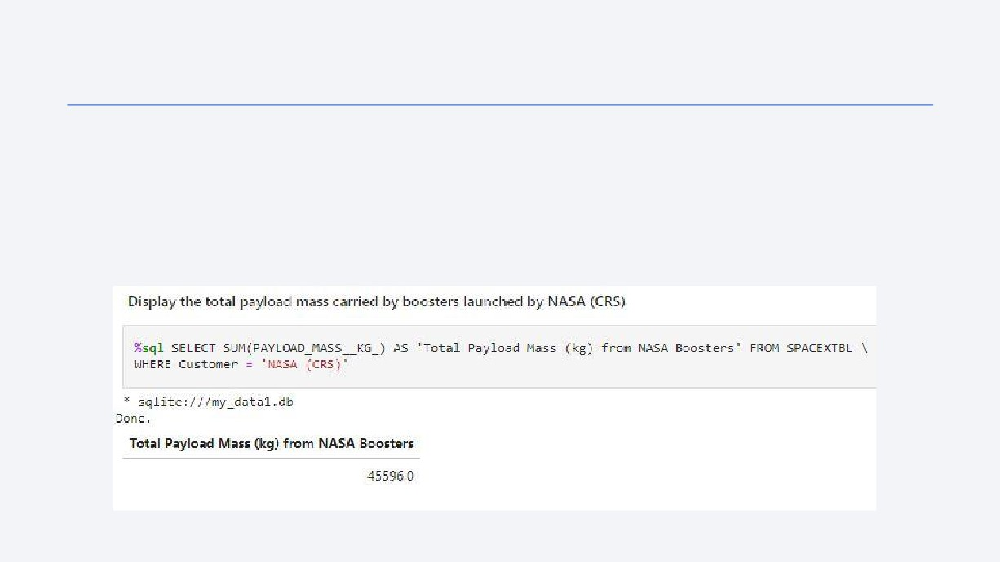 Display the total payload mass carried by boosters launched by NASA (CRS)
%sql SELECT SUM(PAYLOAD_MASS__KG_) AS 'Total Payload Mass (kg) from NASA Boosters' FROM SPACEXTBL \
WHERE Customer = 'NASA (CRS)'
* sqlite:///my_data1.db
Done.
Total Payload Mass (kg) from NASA Boosters
45596.0